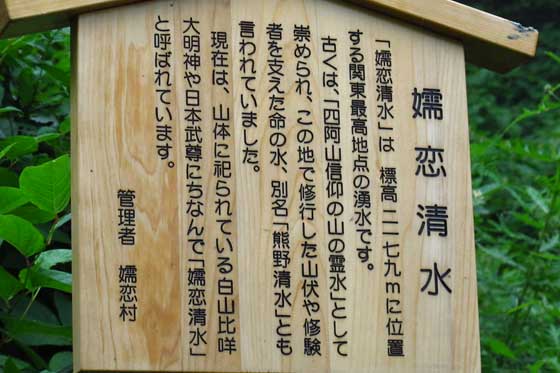 嬬恋清水
「嬬恋清水」は 標高二一七九mに位置
する関東最高地点の湧水です。
古くは、「四阿山信仰の山の霊水」として
崇められ、この地で修行した山伏や修験
者を支えた命の水、別名「熊野清水」とも
言われていました。
現在は、山体に祀られている白山比咩
大明神や日本武尊にちなんで「嬬恋清水」
と呼ばれています。
管理者 嬬恋村